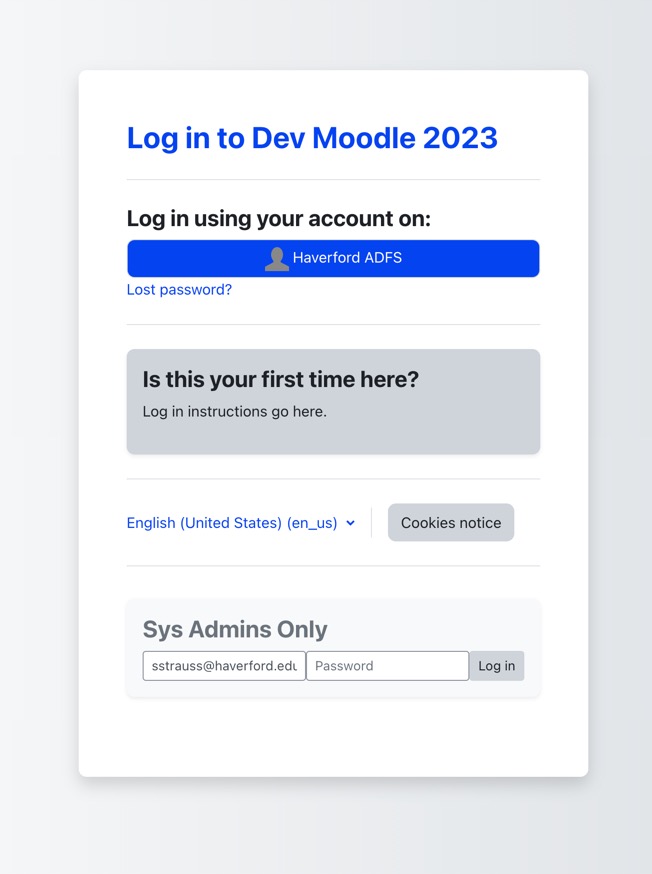 Log in to Dev Moodle 2023
Log in using your account on:
Haverford ADFS
Lost password?
Is this your first time here?
Log in instructions go here.
English (United States) (en_us)
Cookies notice
Sys Admins Only
sstrauss@haverford.edu
Password
Log in